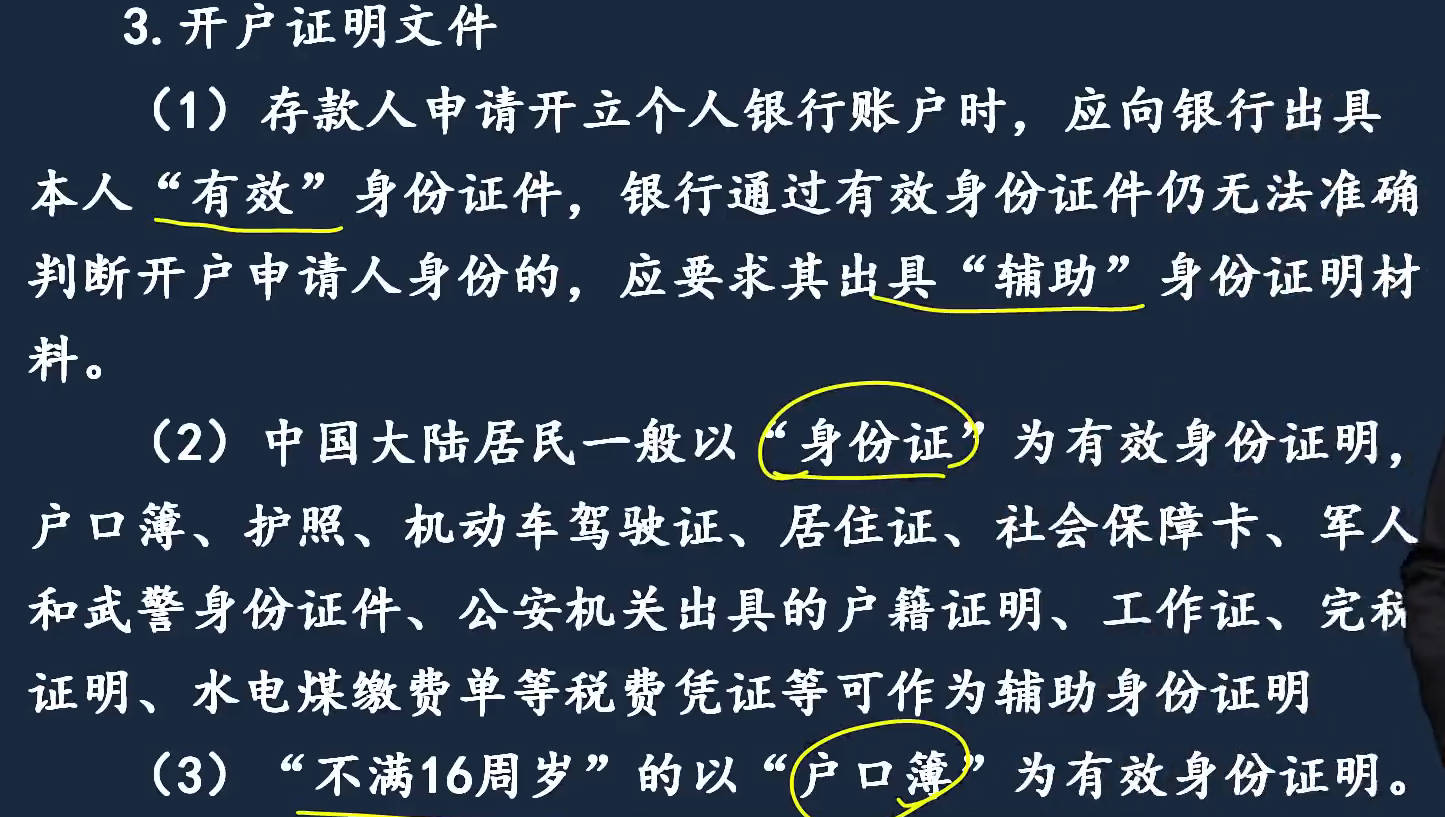 3.开户证明文件
（1）存款人申请开立个人银行账户时，应向银行出具
本人“有效”身份证件，银行通过有效身份证件仍无法准确
判断开户申请人身份的，应要求其出具“辅助”身份证明材
料。
（2）中国大陆居民一般以“身份证”为有效身份证明，
户口簿、护照、机动车驾驶证、居住证、社会保障卡、军人
和武警身份证件、公安机关出具的户籍证明、工作证、完税
证明、水电煤缴费单等税费凭证等可作为辅助身份证明
（3）“不满16周岁”的以“户口簿”为有效身份证明。